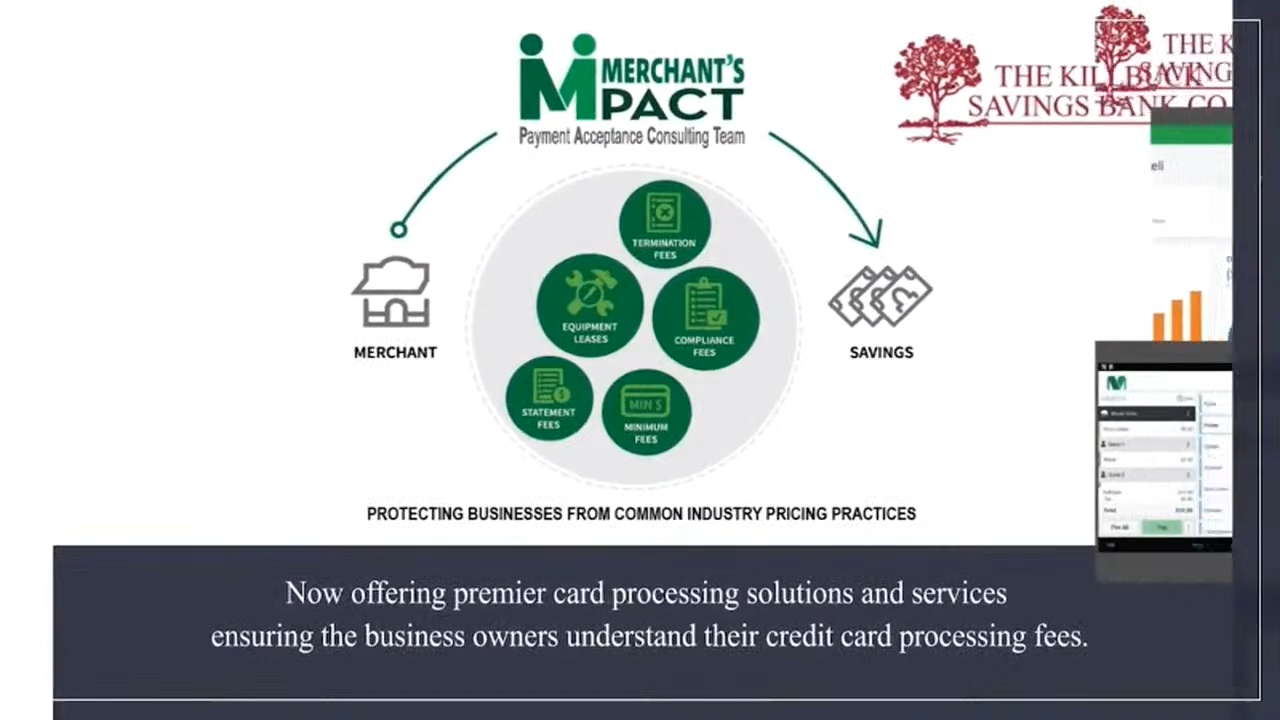 MERCHANT'S
PACT
Payment Acceptance Consulting Team
THE KILLBUCK
SAVINGS BANK CO
THE K
SAVING
TERMINATION
FEES
EQUIPMENT
LEASES
COMPLIANCE
FEES
STATEMENT
FEES
MIN $
MINIMUM
FEES
MERCHANT
SAVINGS
PROTECTING BUSINESSES FROM COMMON INDUSTRY PRICING PRACTICES
Now offering premier card processing solutions and services
ensuring the business owners understand their credit card processing fees.